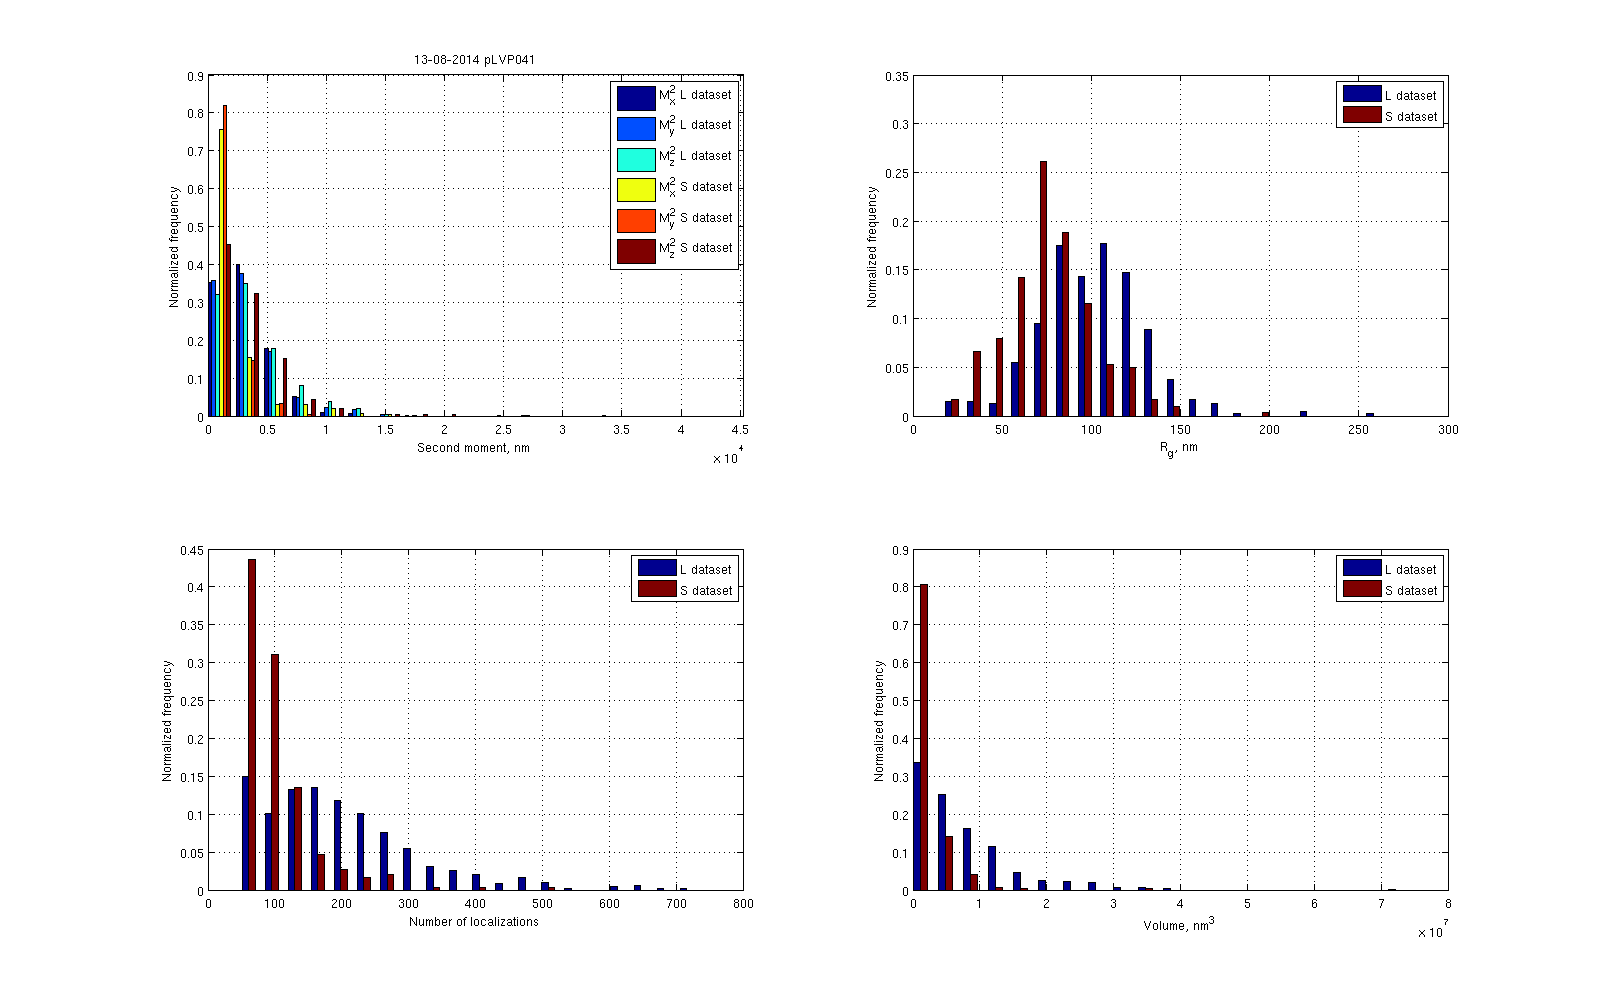 13-08-2014 pLVP041
0.9
0.8
0.7
0.6
0.5
0.4
0.3
0.2
0.1
0
Normalized frequency
M²x L dataset
M²y L dataset
M²z L dataset
M²x S dataset
M²y S dataset
M²z S dataset
0 0.5 1 1.5 2 2.5 3 3.5 4 4.5
Second moment, nm
x 10⁴
0.35
0.3
0.25
0.2
0.15
0.1
0.05
0
Normalized frequency
L dataset
S dataset
0 50 100 150 200 250 300
Rg, nm
0.45
0.4
0.35
0.3
0.25
0.2
0.15
0.1
0.05
0
Normalized frequency
L dataset
S dataset
0 100 200 300 400 500 600 700 800
Number of localizations
0.9
0.8
0.7
0.6
0.5
0.4
0.3
0.2
0.1
0
Normalized frequency
L dataset
S dataset
0 1 2 3 4 5 6 7 8
Volume, nm³
x 10⁷